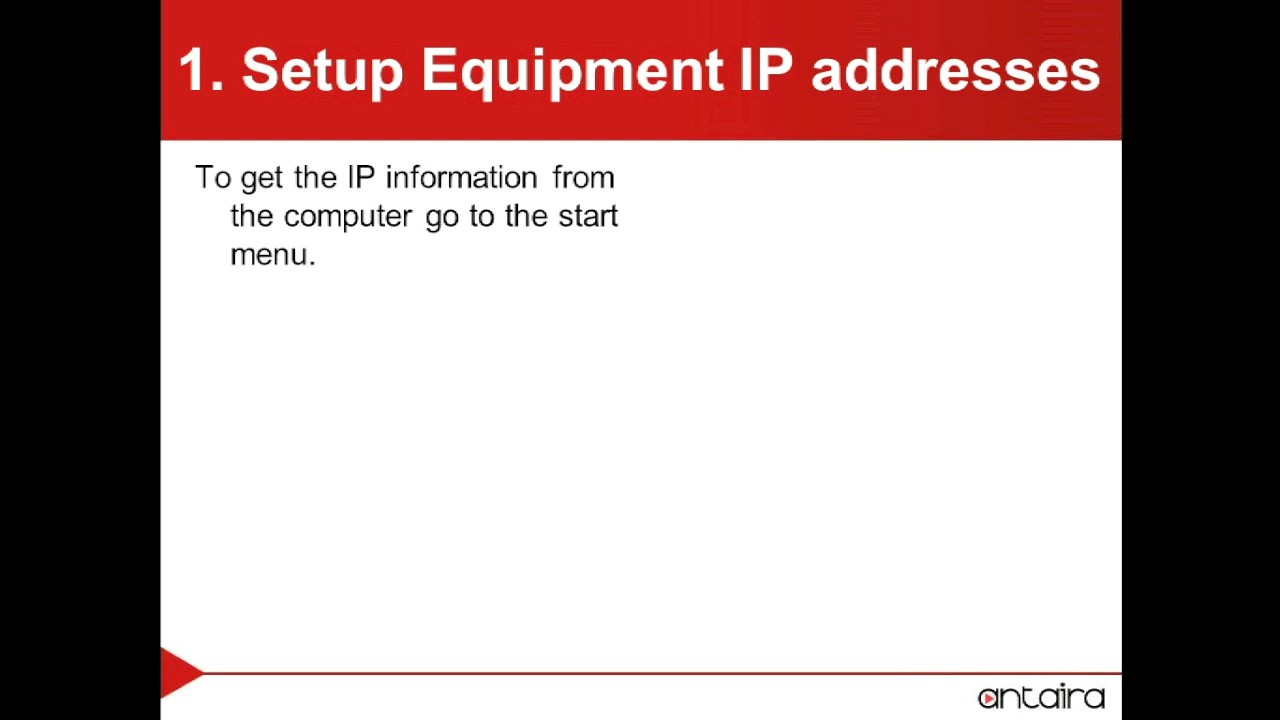 1. Setup Equipment IP addresses
To get the IP information from
the computer go to the start
menu.
antaira